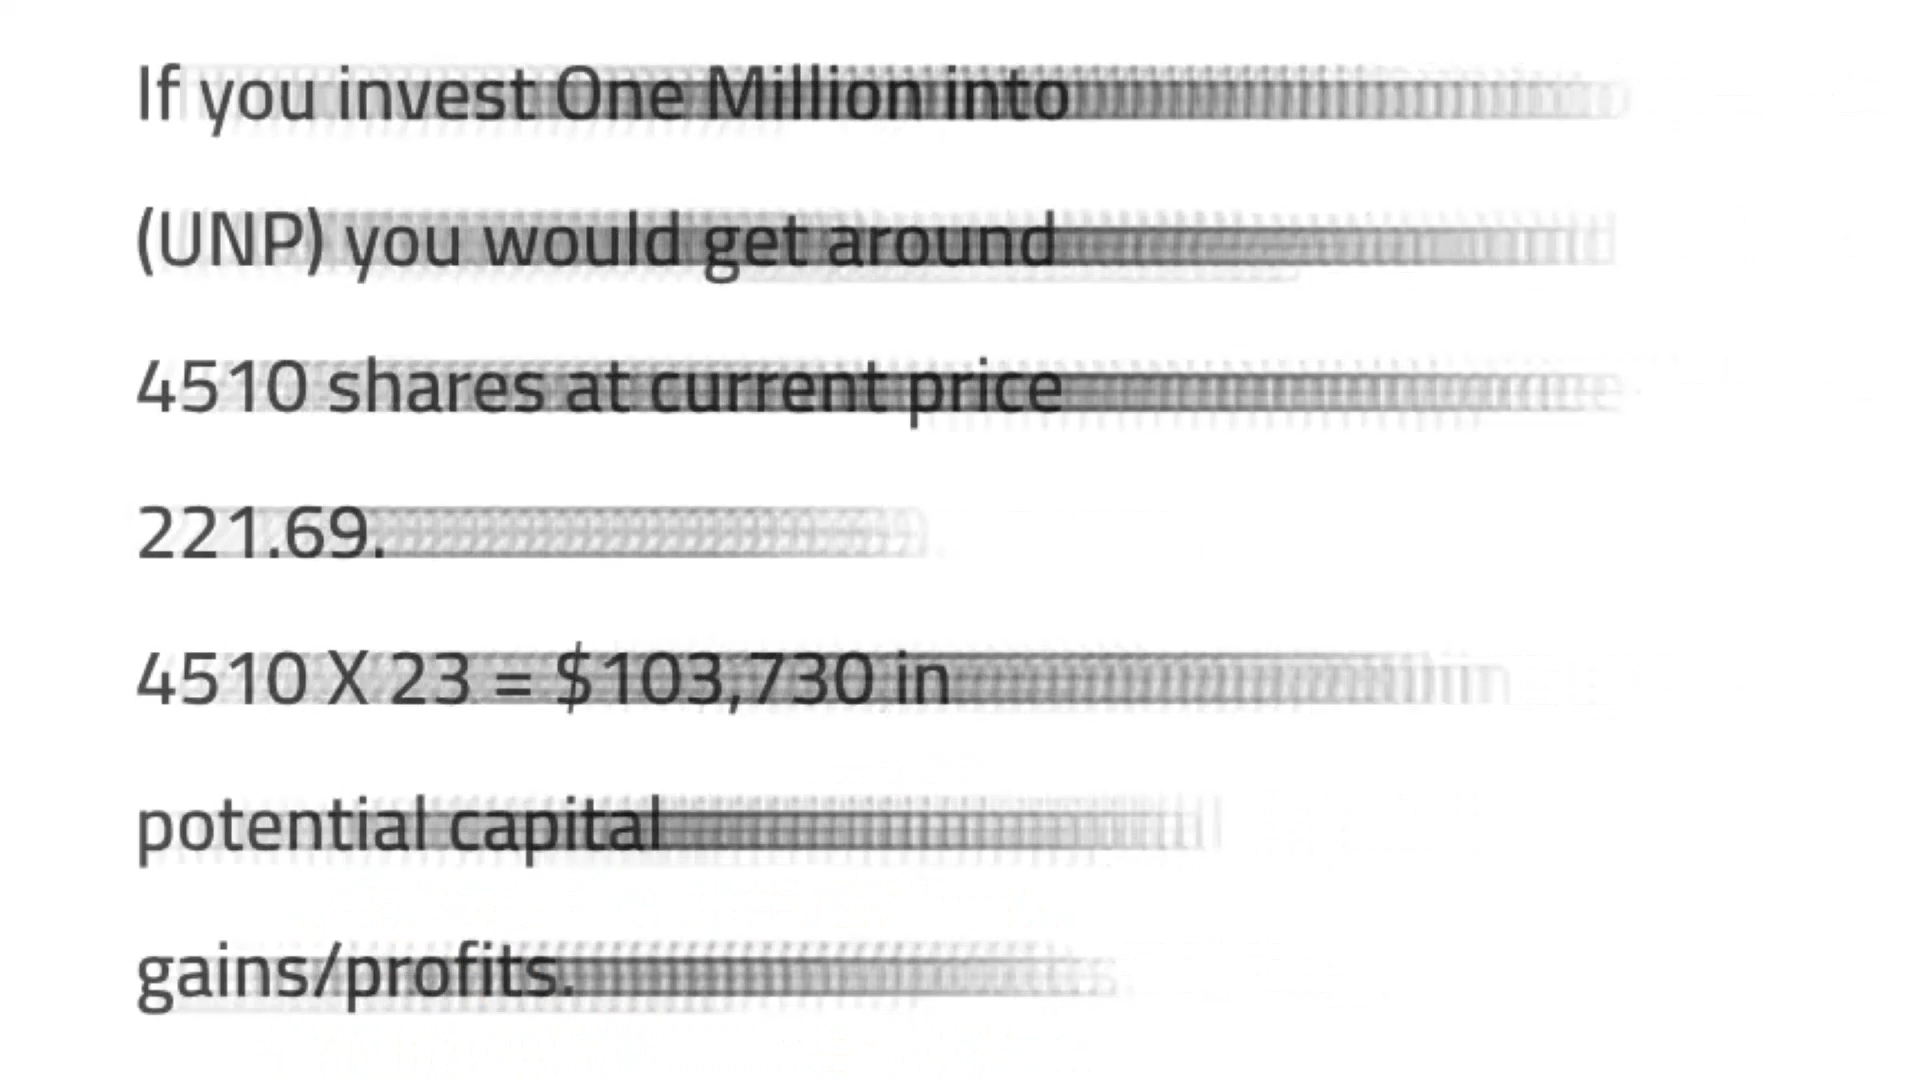 If you invest One Million into
(UNP) you would get around
4510 shares at current price
221.69.
4510 X 23 = $103,730 in
potential capital
gains/profits.